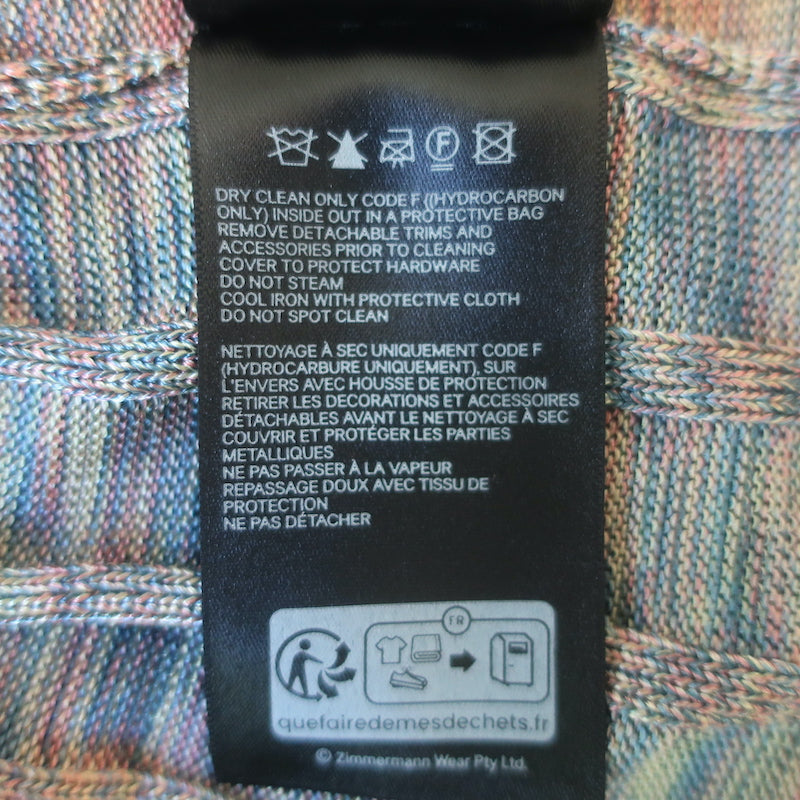 F
DRY CLEAN ONLY CODE F ((HYDROCARBON
ONLY) INSIDE OUT IN A PROTECTIVE BAG
REMOVE DETACHABLE TRIMS AND
ACCESSORIES PRIOR TO CLEANING
COVER TO PROTECT HARDWARE
DO NOT STEAM
COOL IRON WITH PROTECTIVE CLOTH
DO NOT SPOT CLEAN
NETTOYAGE À SEC UNIQUEMENT CODE F
(HYDROCARBURE UNIQUEMENT), SUR
L'ENVERS AVEC HOUSSE DE PROTECTION
RETIRER LES DECORATIONS ET ACCESSOIRES
DÉTACHABLES AVANT LE NETTOYAGE À SEC
COUVRIR ET PROTÉGER LES PARTIES
METALLIQUES
NE PAS PASSER À LA VAPEUR
REPASSAGE DOUX AVEC TISSU DE
PROTECTION
NE PAS DÉTACHER
FR
quefairedemesdechets.fr
© Zimmermann Wear Pty Ltd.